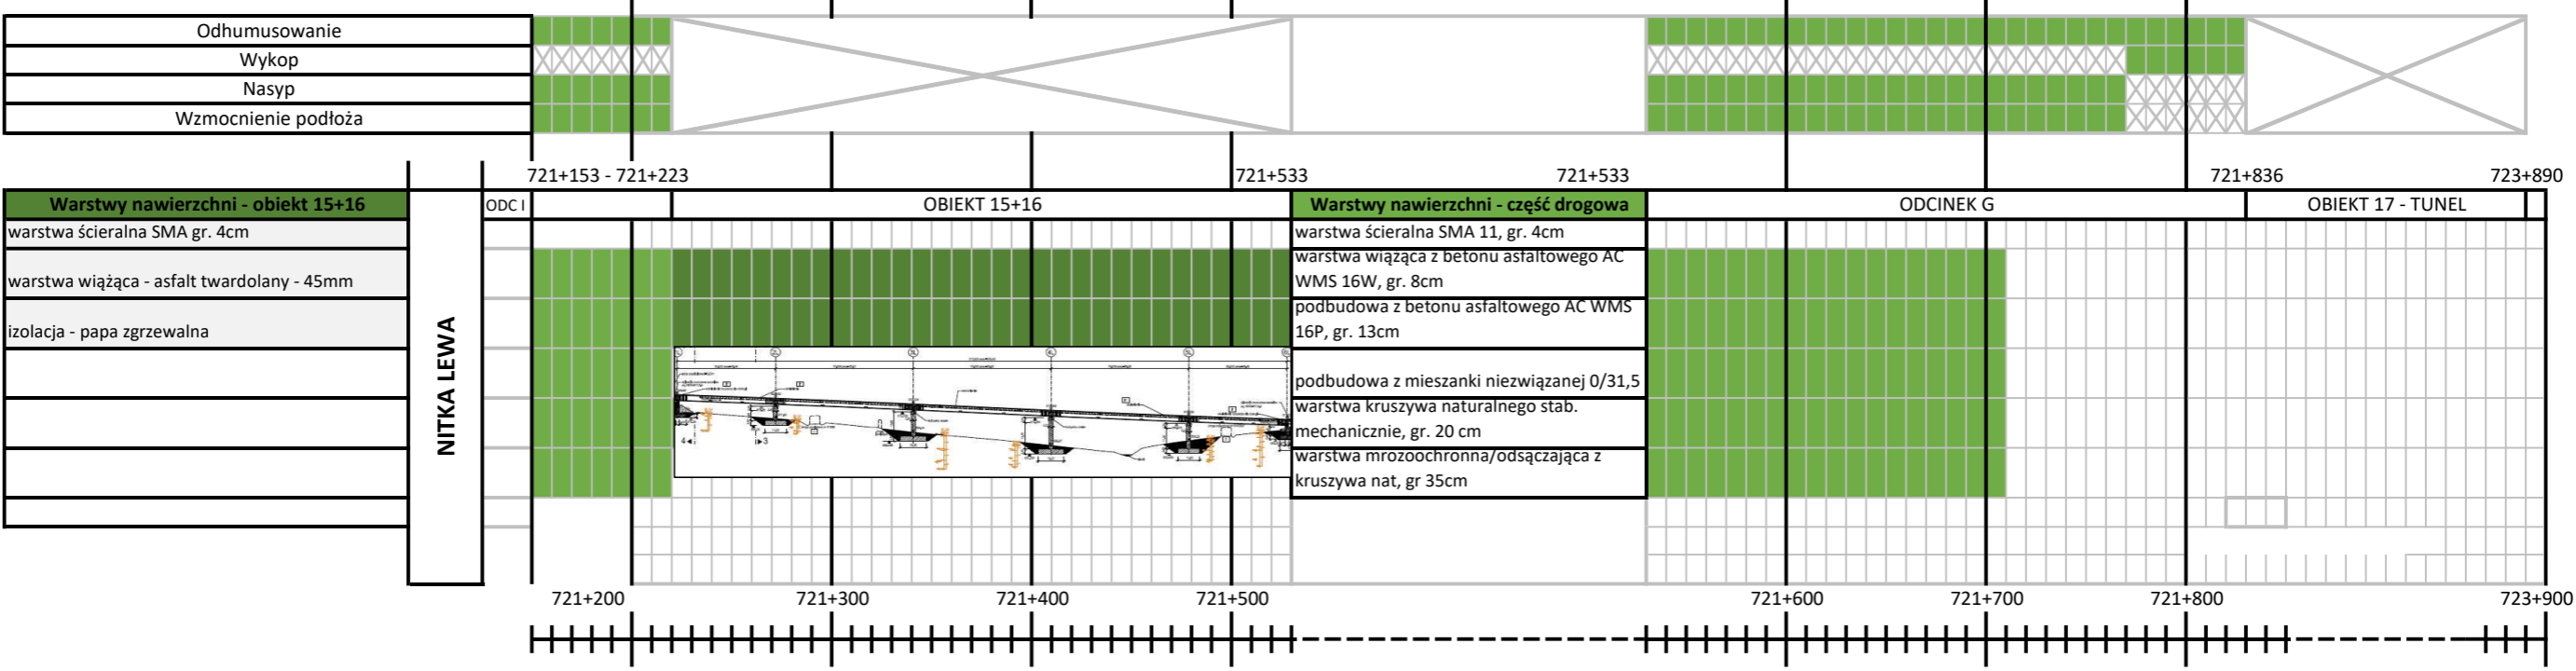 Odhumusowanie
Wykop
Nasyp
Wzmocnienie podłoża
721+153 - 721+223
721+533
721+533
721+836
723+890
Warstwy nawierzchni - obiekt 15+16
NITKA LEWA
ODC I
OBIEKT 15+16
Warstwy nawierzchni - część drogowa
ODCINEK G
OBIEKT 17 - TUNEL
warstwa ścieralna SMA gr. 4cm
warstwa wiążąca - asfalt twardolany - 45mm
izolacja - papa zgrzewalna
warstwa ścieralna SMA 11, gr. 4cm
warstwa wiążąca z betonu asfaltowego AC
WMS 16W, gr. 8cm
podbudowa z betonu asfaltowego AC WMS
16P, gr. 13cm
podbudowa z mieszanki niezwiązanej 0/31,5
warstwa kruszywa naturalnego stab.
mechanicznie, gr. 20 cm
warstwa mrozoochronna/odsączająca z
kruszywa nat, gr 35cm
721+200
721+300
721+400
721+500
721+600
721+700
721+800
723+900